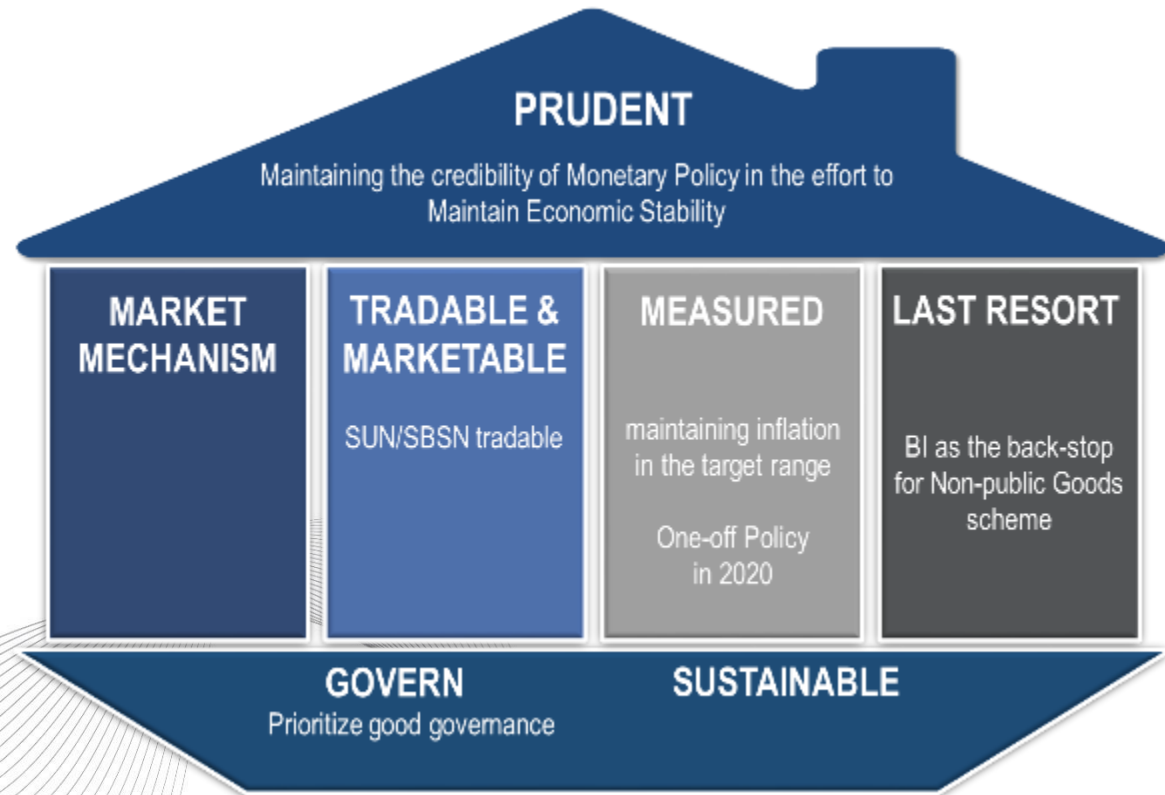 PRUDENT
Maintaining the credibility of Monetary Policy in the effort to
Maintain Economic Stability
MARKET
MECHANISM
TRADABLE &
MARKETABLE
SUN/SBSN tradable
MEASURED
maintaining inflation
in the target range
One-off Policy
in 2020
LAST RESORT
BI as the back-stop
for Non-public Goods
scheme
GOVERN
Prioritize good governance
SUSTAINABLE